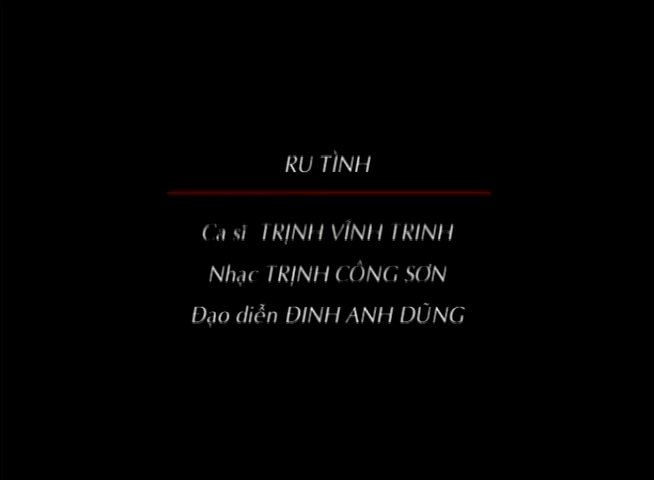 RU TÌNH
Ca sĩ TRỊNH VĨNH TRINH
Nhạc TRỊNH CÔNG SƠN
Đạo diễn ĐINH ANH DŨNG